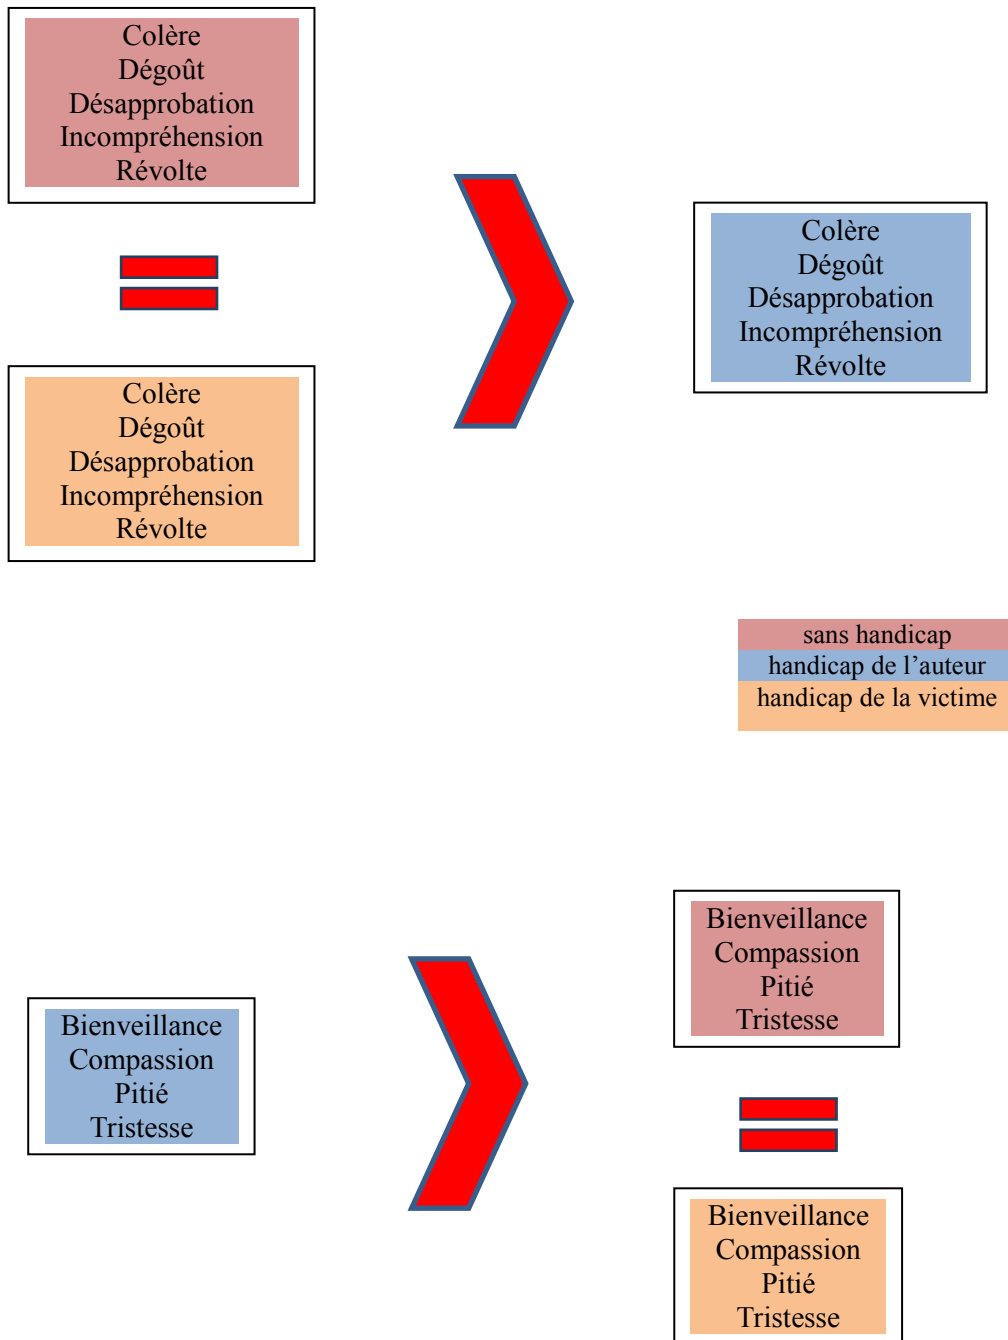 Colère
Dégoût
Désapprobation
Incompréhension
Révolte
Colère
Dégoût
Désapprobation
Incompréhension
Révolte
Colère
Dégoût
Désapprobation
Incompréhension
Révolte
sans handicap
handicap de l’auteur
handicap de la victime
Bienveillance
Compassion
Pitié
Tristesse
Bienveillance
Compassion
Pitié
Tristesse
Bienveillance
Compassion
Pitié
Tristesse